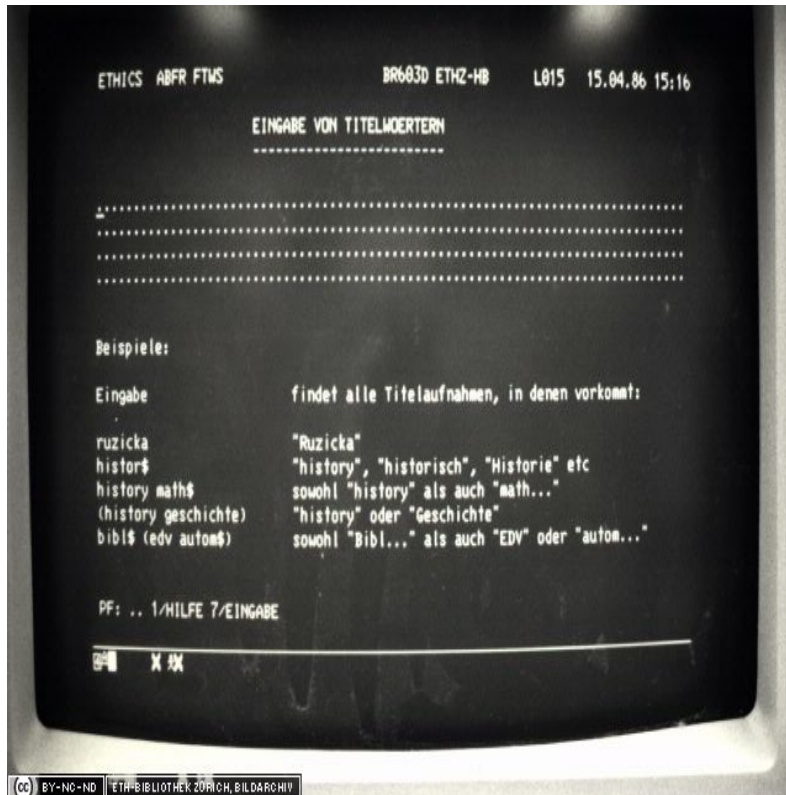 ETHICS ABFR FTWS BR603D ETHZ-HB L015 15.04.86 15:16
EINGABE VON TITELWOERTERN
Beispiele:
Eingabe findet alle Titelaufnahmen, in denen vorkommt:
ruzicka "Ruzicka"
histor$ "history", "historisch", "Historie" etc
history math$ sowohl "history" als auch "math..."
(history geschichte) "history" oder "Geschichte"
bibl$ (edv autom$) sowohl "Bibl..." als auch "EDV" oder "autom..."
PF: .. 1/HILFE 7/EINGABE
cc BY-NC-ND ETH-BIBLIOTHEK ZÜRICH, BILDARCHIV